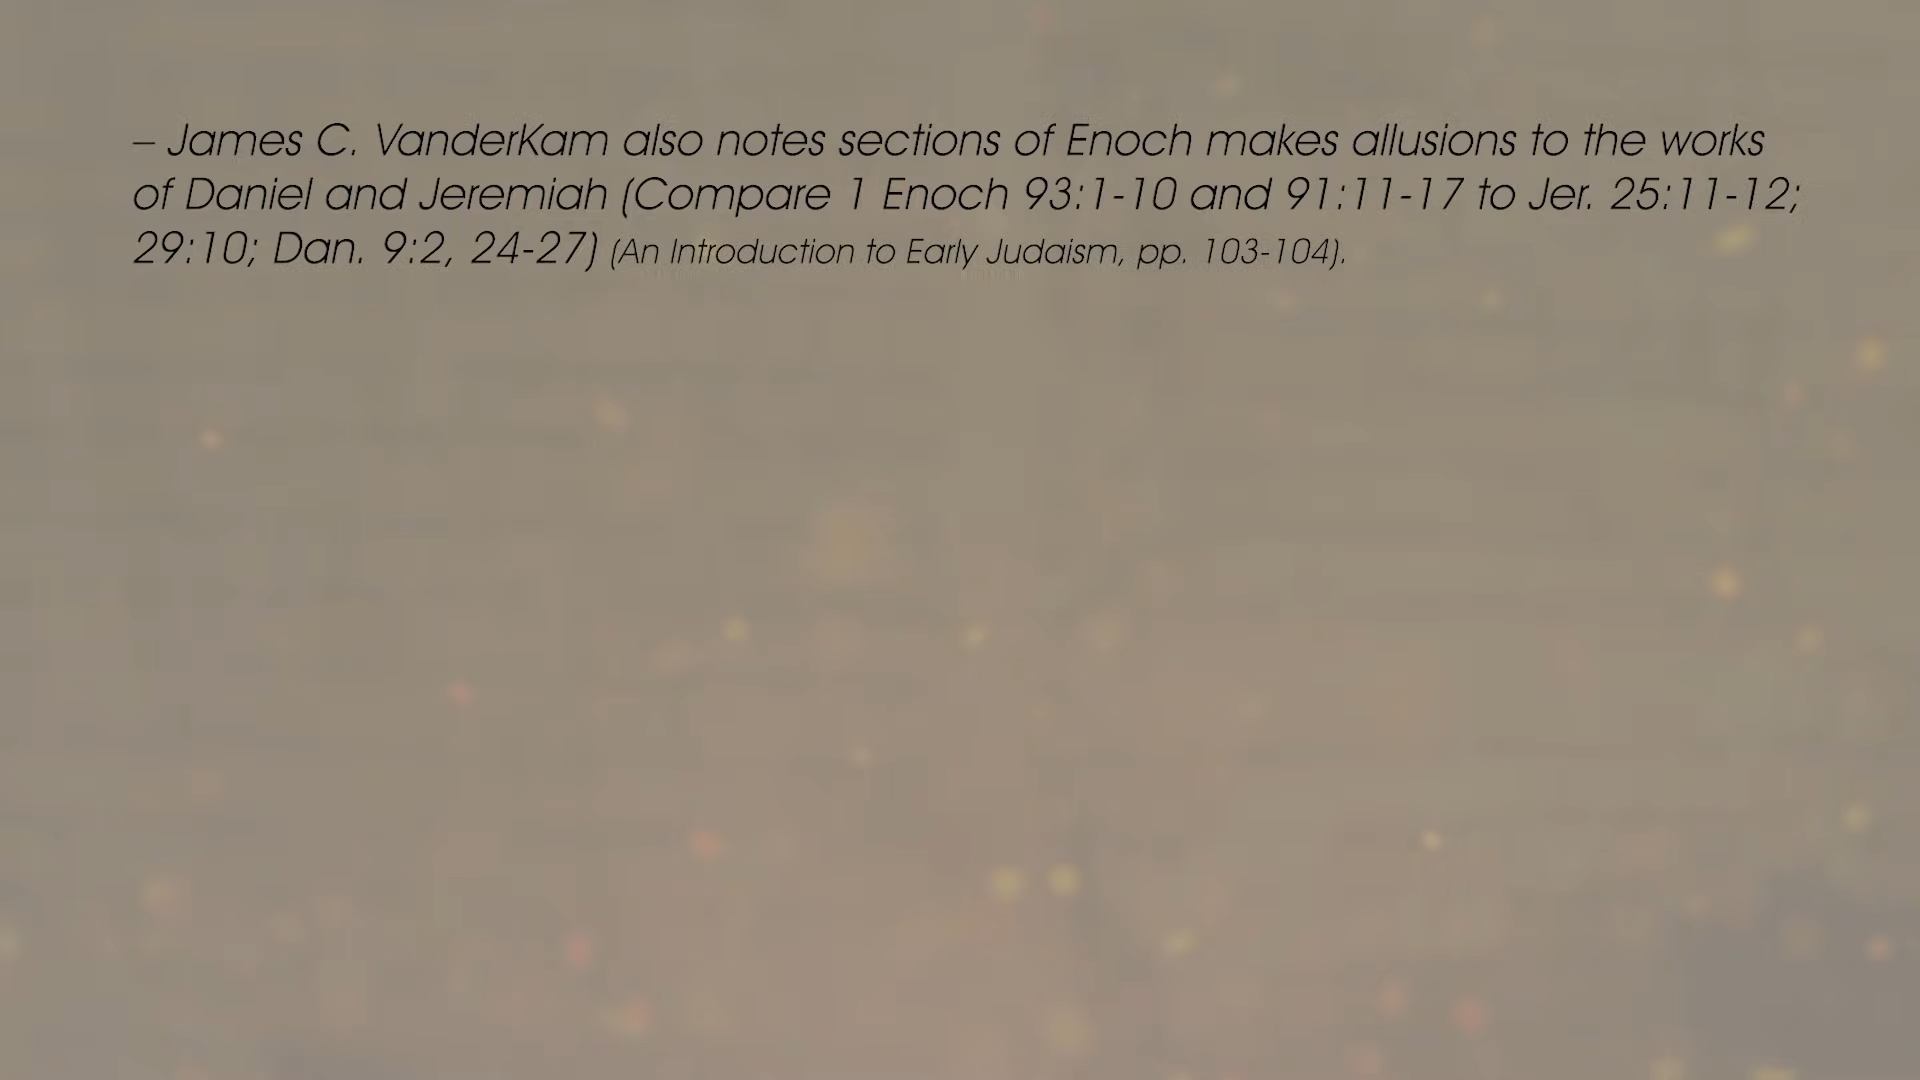 – James C. VanderKam also notes sections of Enoch makes allusions to the works
of Daniel and Jeremiah (Compare 1 Enoch 93:1-10 and 91:11-17 to Jer. 25:11-12;
29:10; Dan. 9:2, 24-27) (An Introduction to Early Judaism, pp. 103-104).